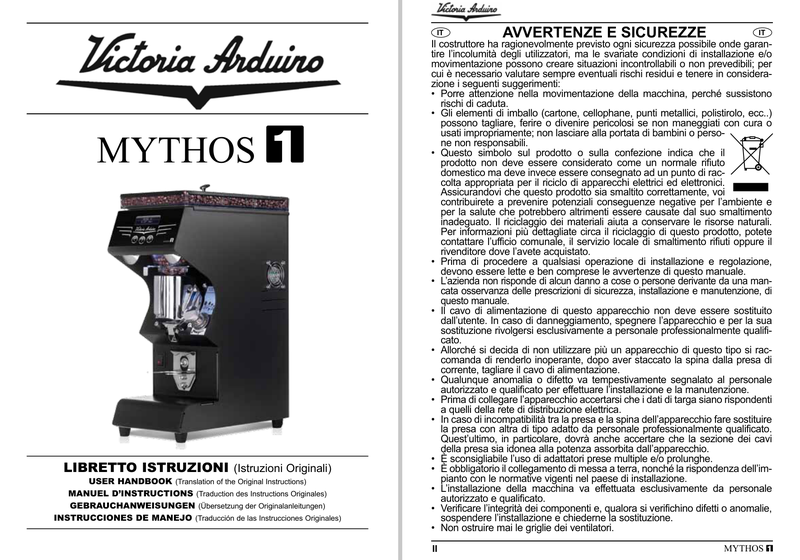 Victoria Arduino
MYTHOS 1
LIBRETTO ISTRUZIONI (Istruzioni Originali)
USER HANDBOOK (Translation of the Original Instructions)
MANUEL D'INSTRUCTIONS (Traduction des Instructions Originales)
GEBRAUCHANWEISUNGEN (Übersetzung der Originalanleitungen)
INSTRUCCIONES DE MANEJO (Traducción de las Instrucciones Originales)
Victoria Arduino
IT AVVERTENZE E SICUREZZE IT
Il costruttore ha ragionevolmente previsto ogni sicurezza possibile onde garan-
tire l'incolumità degli utilizzatori, ma le svariate condizioni di installazione e/o
movimentazione possono creare situazioni incontrollabili o non prevedibili; per
cui è necessario valutare sempre eventuali rischi residui e tenere in considera-
zione i seguenti suggerimenti:
• Porre attenzione nella movimentazione della macchina, perché sussistono
rischi di caduta.
• Gli elementi di imballo (cartone, cellophane, punti metallici, polistirolo, ecc..)
possono tagliare, ferire o divenire pericolosi se non maneggiati con cura o
usati impropriamente; non lasciare alla portata di bambini o perso-
ne non responsabili.
• Questo simbolo sul prodotto o sulla confezione indica che il
prodotto non deve essere considerato come un normale rifiuto
domestico ma deve invece essere consegnato ad un punto di rac-
colta appropriata per il riciclo di apparecchi elettrici ed elettronici.
Assicurandovi che questo prodotto sia smaltito correttamente, voi
contribuirete a prevenire potenziali conseguenze negative per l'ambiente e
per la salute che potrebbero altrimenti essere causate dal suo smaltimento
inadeguato. Il riciclaggio dei materiali aiuta a conservare le risorse naturali.
Per informazioni più dettagliate circa il riciclaggio di questo prodotto, potete
contattare l'ufficio comunale, il servizio locale di smaltimento rifiuti oppure il
rivenditore dove l'avete acquistato.
• Prima di procedere a qualsiasi operazione di installazione e regolazione,
devono essere lette e ben comprese le avvertenze di questo manuale.
• L'azienda non risponde di alcun danno a cose o persone derivante da una man-
cata osservanza delle prescrizioni di sicurezza, installazione e manutenzione, di
questo manuale.
• Il cavo di alimentazione di questo apparecchio non deve essere sostituito
dall'utente. In caso di danneggiamento, spegnere l'apparecchio e per la sua
sostituzione rivolgersi esclusivamente a personale professionalmente qualifi-
cato.
• Allorché si decida di non utilizzare più un apparecchio di questo tipo si rac-
comanda di renderlo inoperante, dopo aver staccato la spina dalla presa di
corrente, tagliare il cavo di alimentazione.
• Qualunque anomalia o difetto va tempestivamente segnalato al personale
autorizzato e qualificato per effettuare l'installazione e la manutenzione.
• Prima di collegare l'apparecchio accertarsi che i dati di targa siano rispondenti
a quelli della rete di distribuzione elettrica.
• In caso di incompatibilità tra la presa e la spina dell'apparecchio fare sostituire
la presa con altra di tipo adatto da personale professionalmente qualificato.
Quest'ultimo, in particolare, dovrà anche accertare che la sezione dei cavi
della presa sia idonea alla potenza assorbita dall'apparecchio.
• È sconsigliabile l'uso di adattatori prese multiple e/o prolunghe.
• È obbligatorio il collegamento di messa a terra, nonché la rispondenza dell'im-
pianto con le normative vigenti nel paese di installazione.
• L'installazione della macchina va effettuata esclusivamente da personale
autorizzato e qualificato.
• Verificare l'integrità dei componenti e, qualora si verifichino difetti o anomalie,
sospendere l'installazione e chiederne la sostituzione.
• Non ostruire mai le griglie dei ventilatori.
II MYTHOS 1